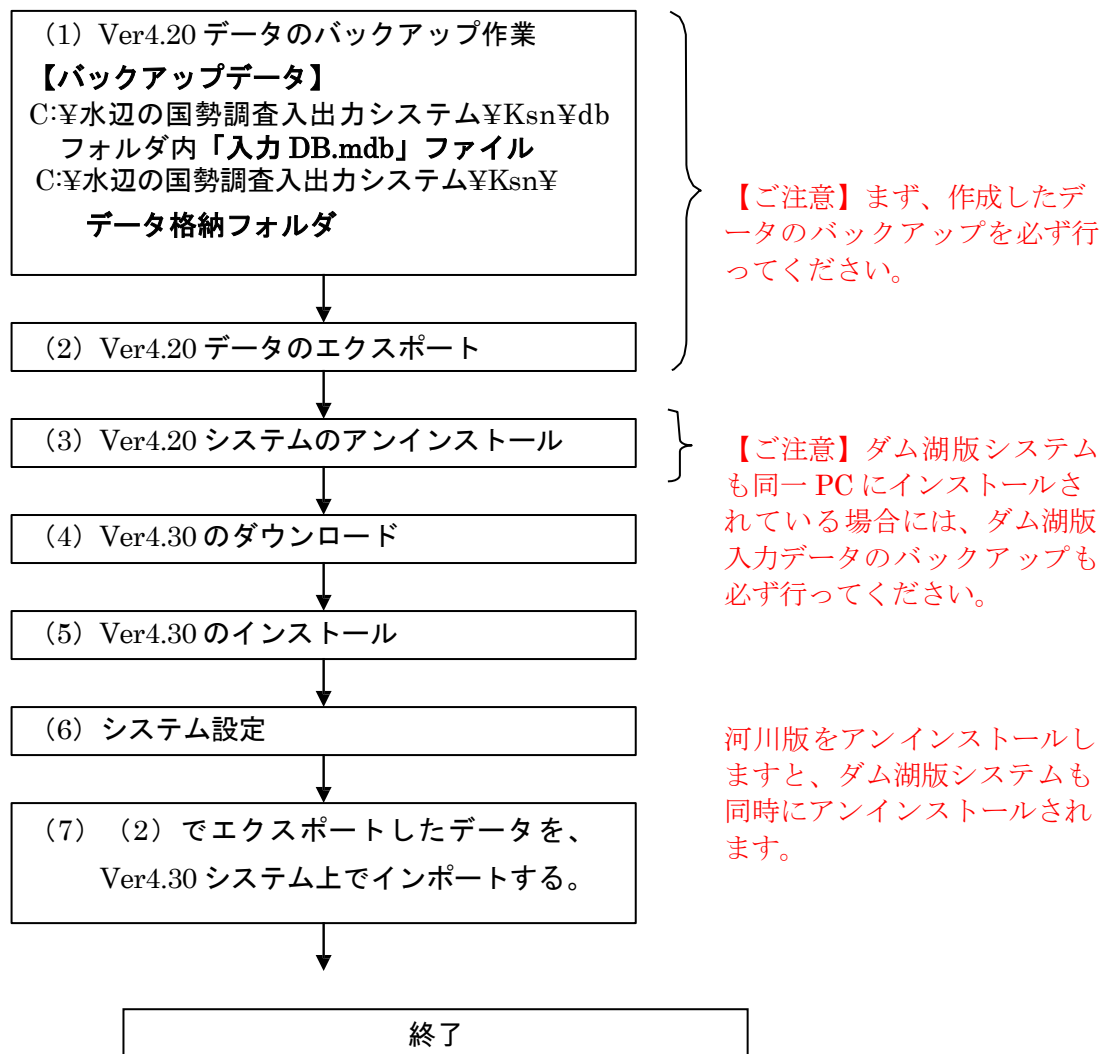 （1）Ver4.20 データのバックアップ作業
【バックアップデータ】
C:¥水辺の国勢調査入出力システム¥Ksn¥db
フォルダ内「入力 DB.mdb」ファイル
C:¥水辺の国勢調査入出力システム¥Ksn¥
データ格納フォルダ
【ご注意】まず、作成したデ
ータのバックアップを必ず行
ってください。
（2）Ver4.20 データのエクスポート
（3）Ver4.20 システムのアンインストール
【ご注意】ダム湖版システム
も同一 PC にインストールさ
れている場合には、ダム湖版
入力データのバックアップも
必ず行ってください。
（4）Ver4.30 のダウンロード
（5）Ver4.30 のインストール
（6）システム設定
河川版をアンインストールし
ますと、ダム湖版システムも
同時にアンインストールされ
ます。
（7）（2）でエクスポートしたデータを、
Ver4.30 システム上でインポートする。
終了